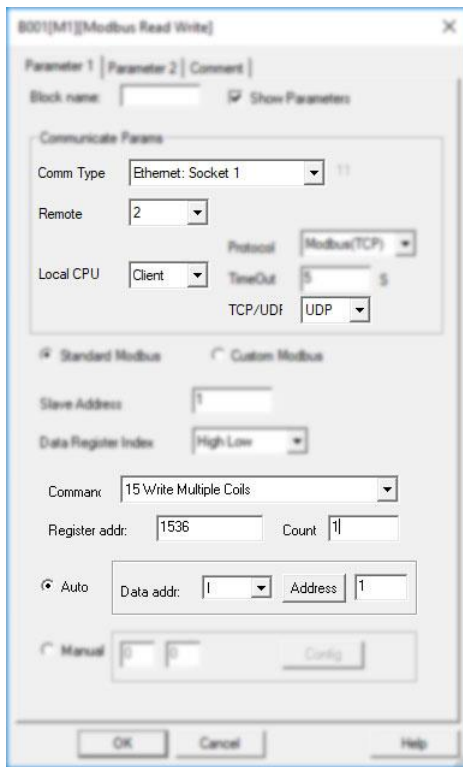 B001[M1][Modbus Read Write]
Parameter 1 Parameter 2 Comment
Block name: Show Parameters
Communicate Params
Comm Type Ethernet: Socket 1 11
Remote 2
Protocol Modbus(TCP)
Local CPU Client TimeOut 5 S
TCP/UDF UDP
Standard Modbus Custom Modbus
Slave Address 1
Data Register Index High Low
Commanc 15 Write Multiple Coils
Register addr: 1536 Count 1
Auto Data addr: I Address 1
Manual 0 0 Config
OK Cancel Help